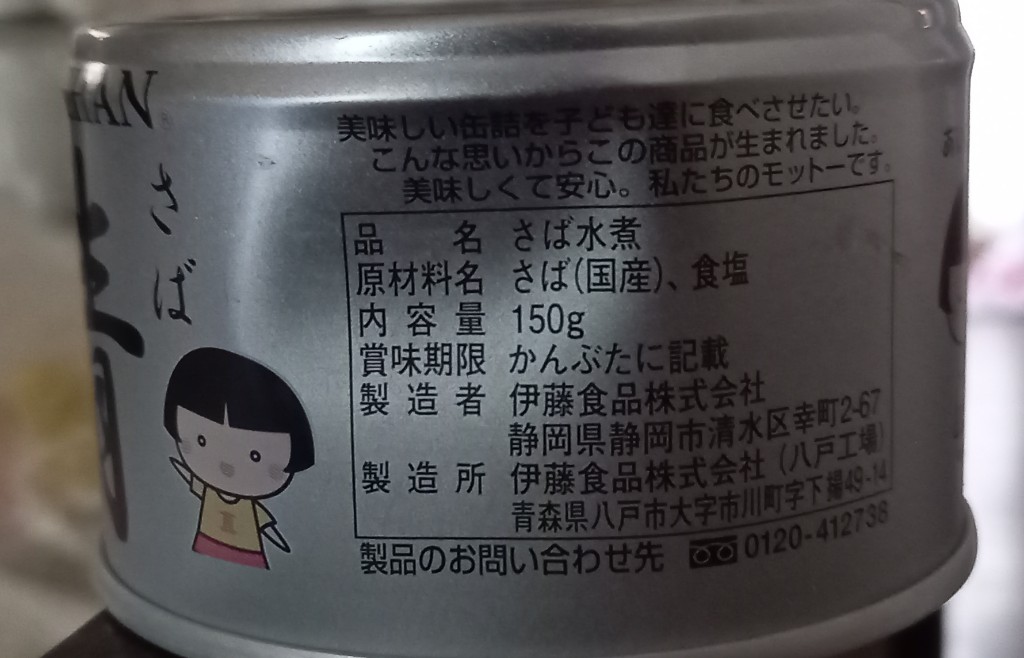 さば
美味しい缶詰を子ども達に食べさせたい。
こんな思いからこの商品が生まれました。
美味しくて安心。私たちのモットーです。
品名 さば水煮
原材料名 さば(国産)、食塩
内容量 150g
賞味期限 かんぶたに記載
製造者 伊藤食品株式会社
静岡県静岡市清水区幸町2-67
製造所 伊藤食品株式会社(八戸工場)
青森県八戸市大字市川町字下揚49-14
製品のお問い合わせ先 0120-412738